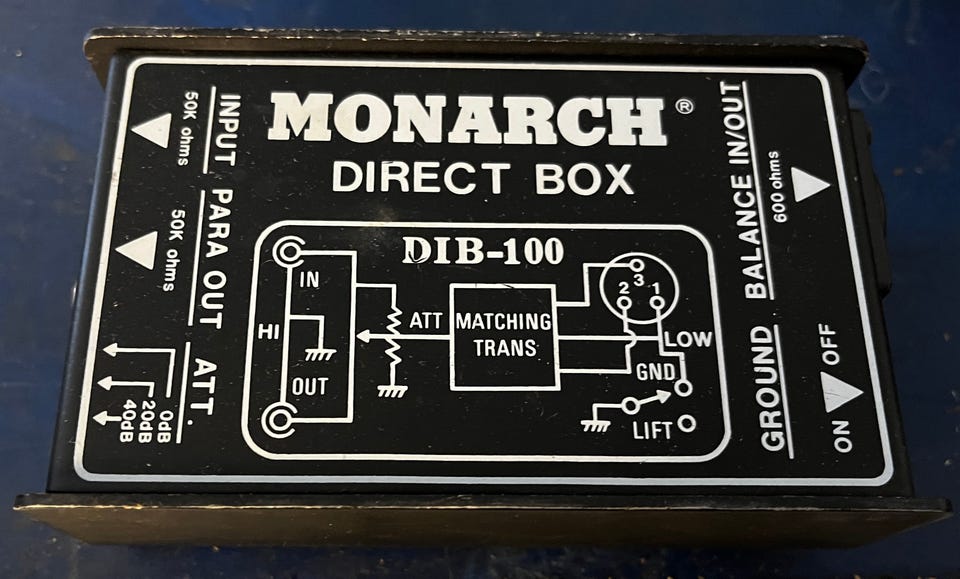 MONARCH®
DIRECT BOX
INPUT
50K ohms
PARA OUT
50K ohms
ATT.
0dB
20dB
40dB
DIB-100
IN
HI
OUT
ATT
MATCHING
TRANS
3
2 1
LOW
GND
LIFT
BALANCE IN/OUT
600 ohms
GROUND
ON OFF